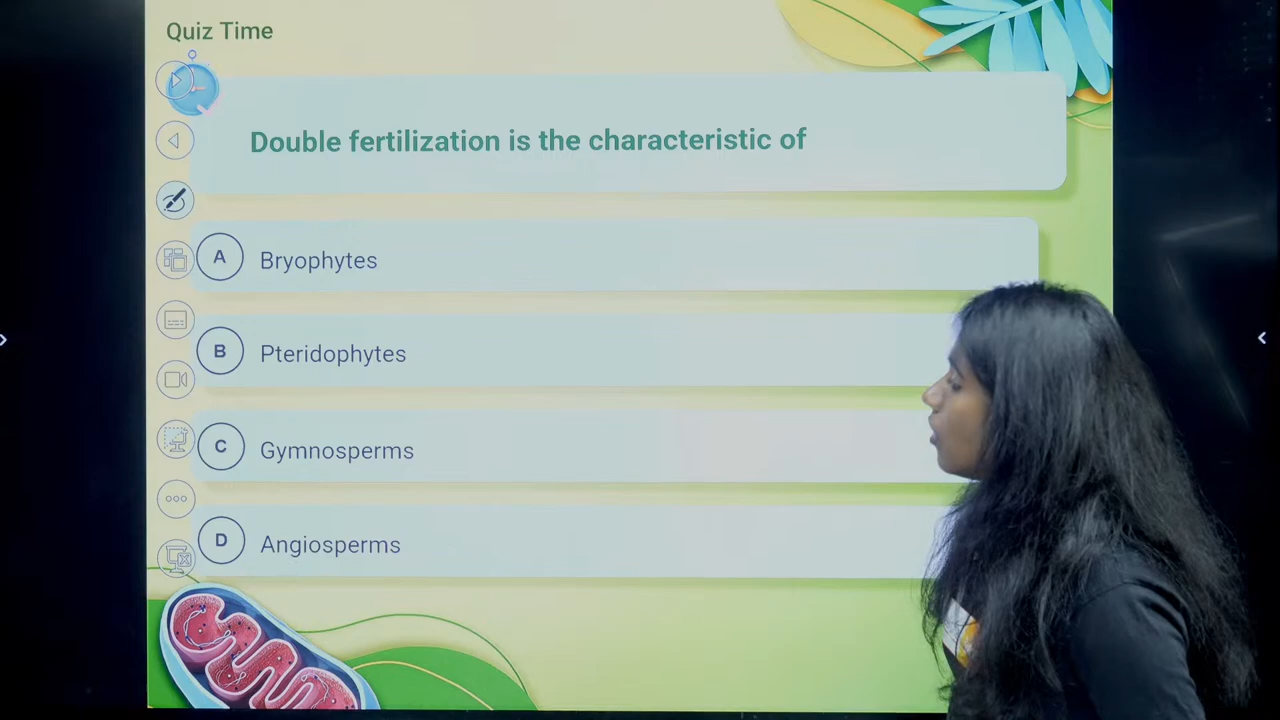 Quiz Time
Double fertilization is the characteristic of
A Bryophytes
B Pteridophytes
C Gymnosperms
D Angiosperms